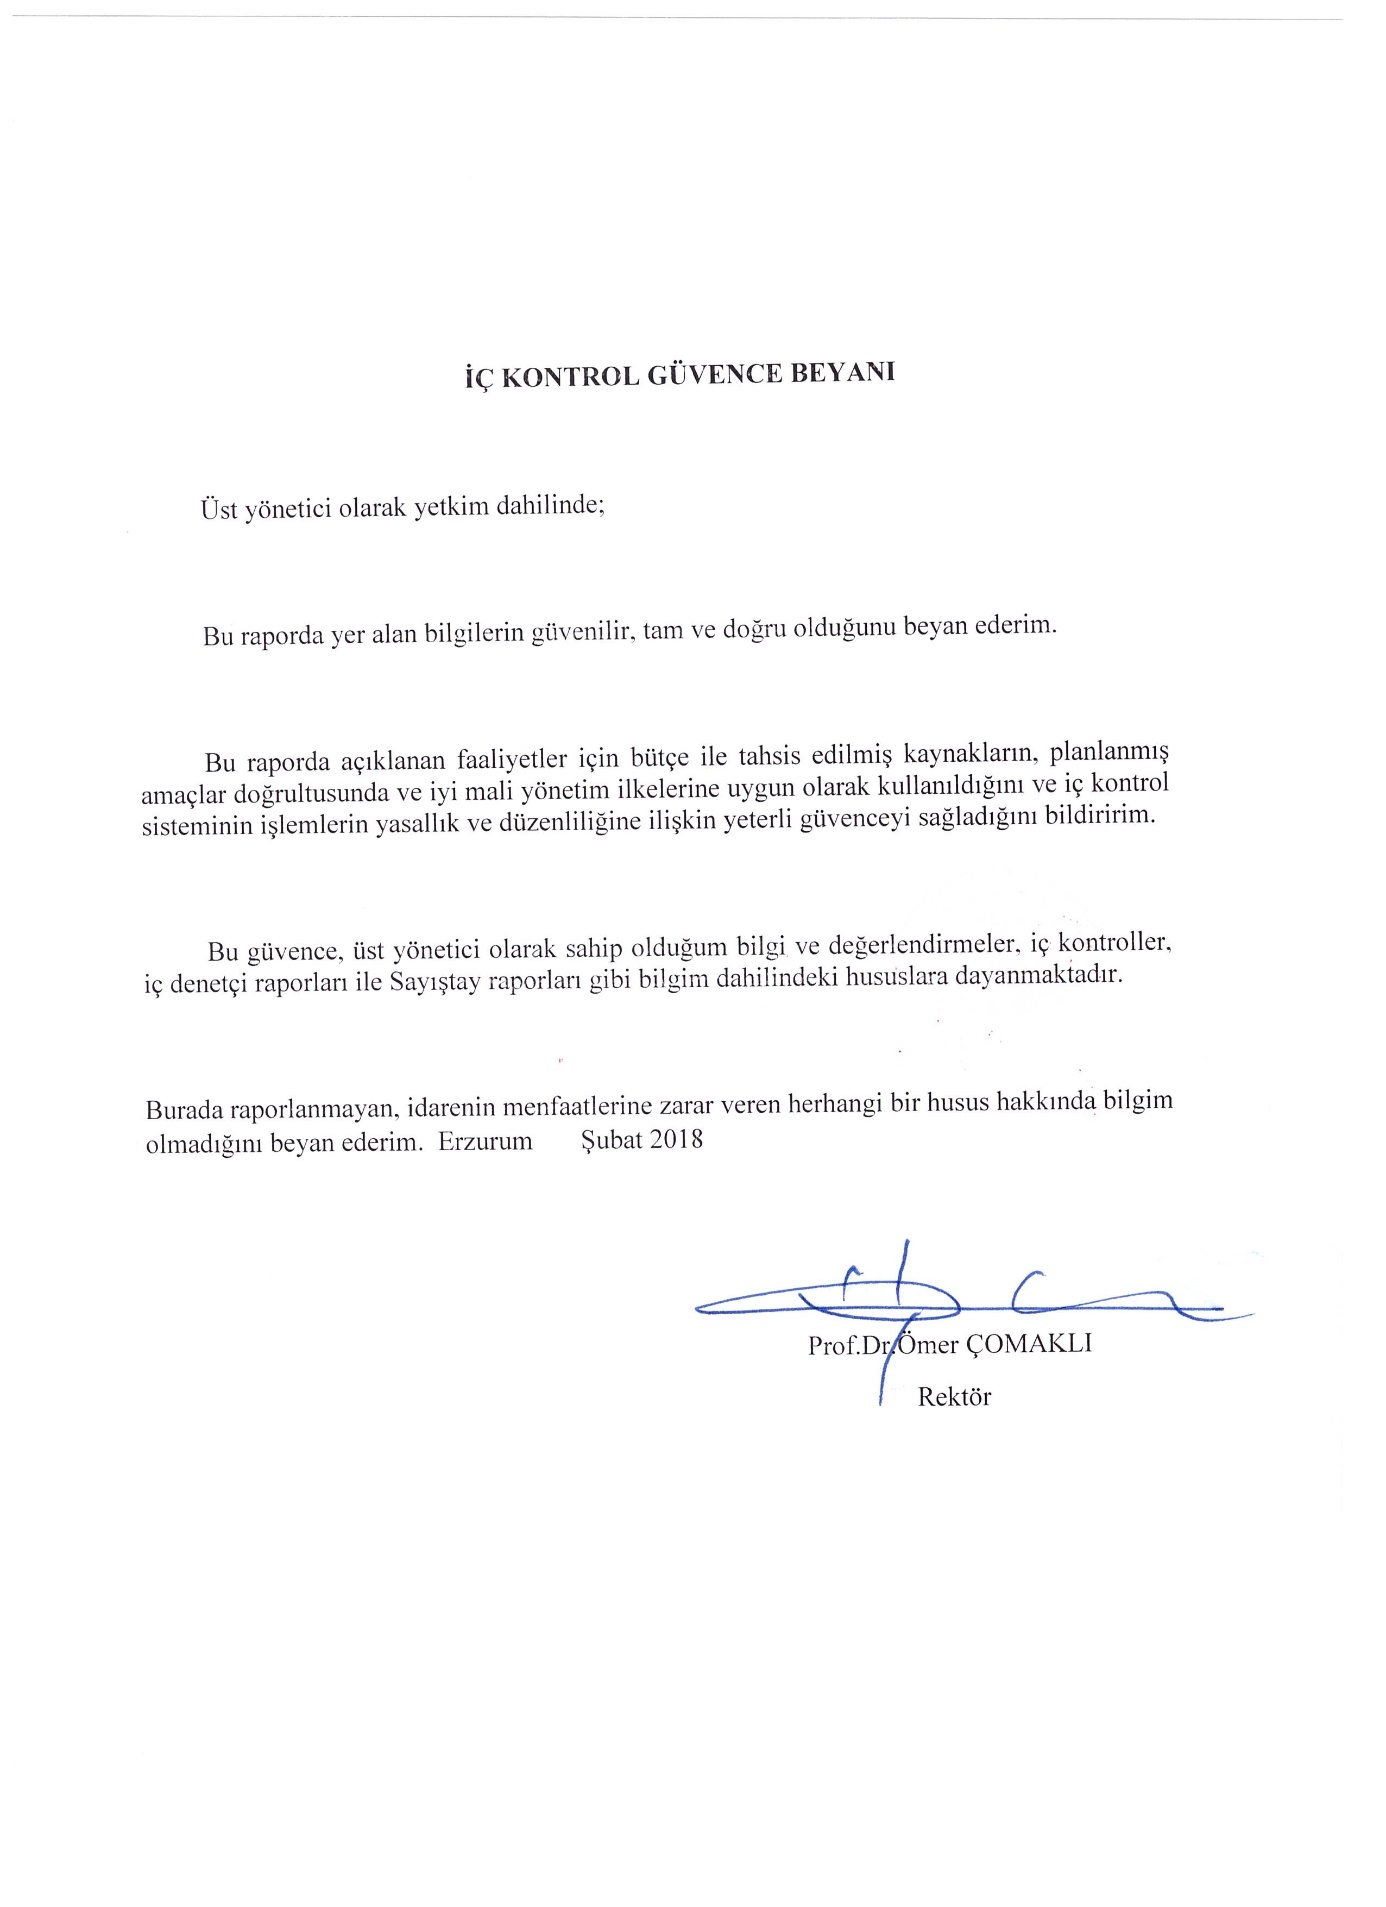 İÇ KONTROL GÜVENCE BEYANI
Üst yönetici olarak yetkim dahilinde;
Bu raporda yer alan bilgilerin güvenilir, tam ve doğru olduğunu beyan ederim.
Bu raporda açıklanan faaliyetler için bütçe ile tahsis edilmiş kaynakların, planlanmış
amaçlar doğrultusunda ve iyi mali yönetim ilkelerine uygun olarak kullanıldığını ve iç kontrol
sisteminin işlemlerin yasallık ve düzenliliğine ilişkin yeterli güvenceyi sağladığını bildiririm.
Bu güvence, üst yönetici olarak sahip olduğum bilgi ve değerlendirmeler, iç kontroller,
iç denetçi raporları ile Sayıştay raporları gibi bilgim dahilindeki hususlara dayanmaktadır.
Burada raporlanmayan, idarenin menfaatlerine zarar veren herhangi bir husus hakkında bilgim
olmadığını beyan ederim. Erzurum Şubat 2018
Prof.Dr.Ömer ÇOMAKLI
Rektör